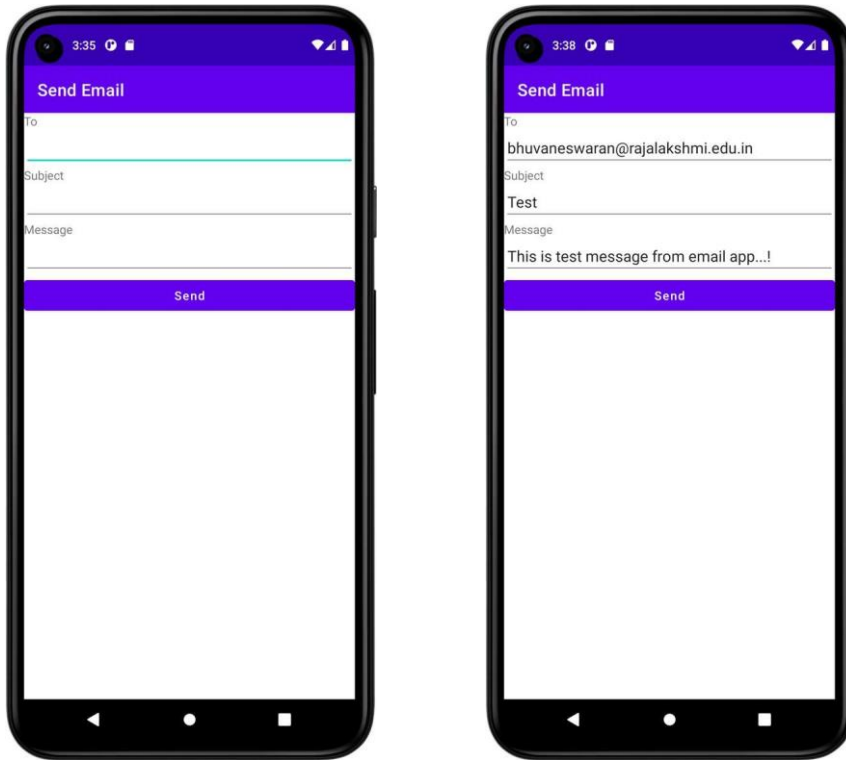 3:35
Send Email
To
Subject
Message
Send
3:38
Send Email
To
bhuvaneswaran@rajalakshmi.edu.in
Subject
Test
Message
This is test message from email app...!
Send